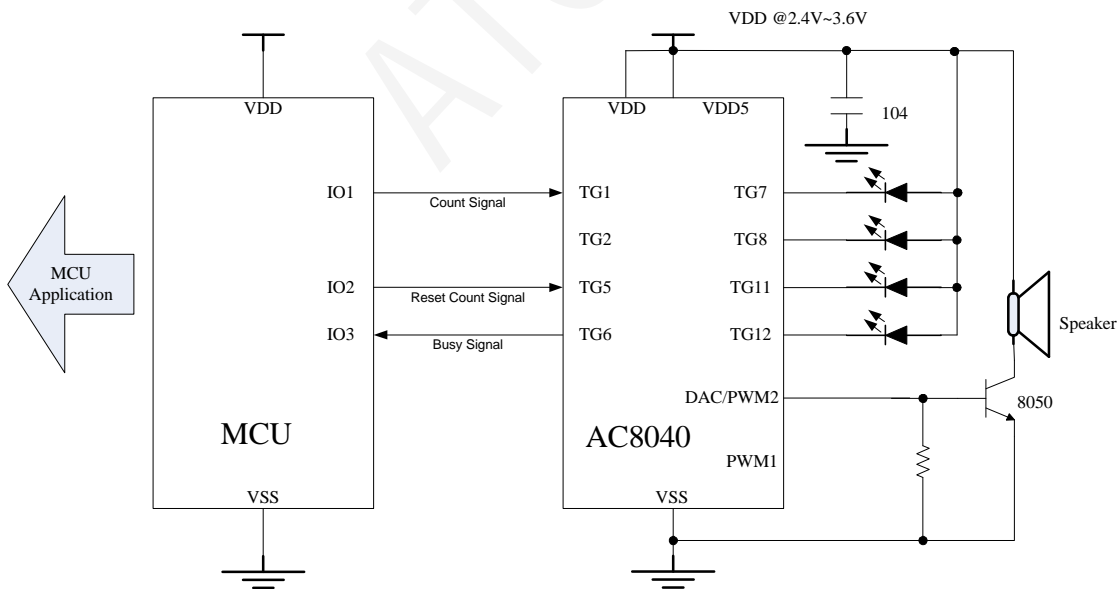 VDD @2.4V~3.6V
VDD
VDD
VDD5
104
IO1
Count Signal
TG1
TG7
TG2
TG8
MCU
Application
IO2
Reset Count Signal
TG5
TG11
IO3
Busy Signal
TG6
TG12
Speaker
DAC/PWM2
8050
MCU
AC8040
PWM1
VSS
VSS